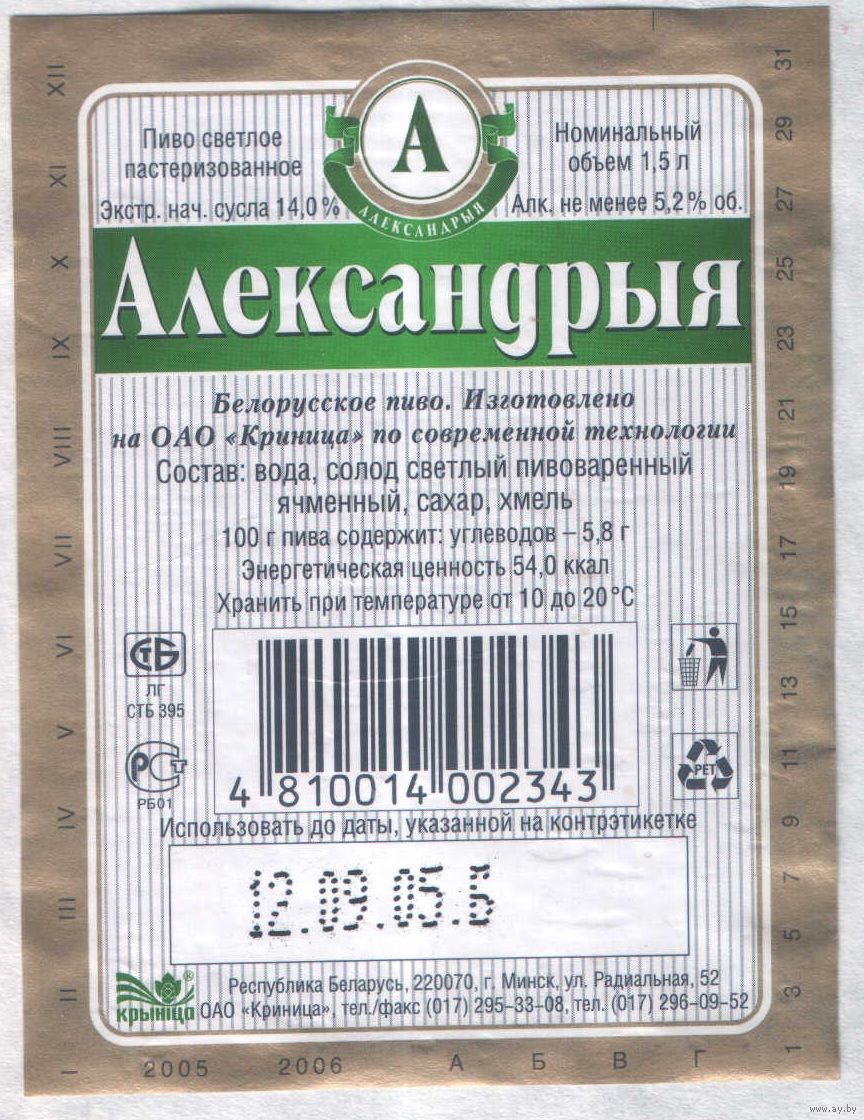 Пиво светлое
пастеризованное
Экстр. нач. сусла 14,0 %
А
АЛЕКСАНДРЫЯ
Номинальный
объем 1,5 л
Алк. не менее 5,2 % об.
Александрыя
Белорусское пиво. Изготовлено
на ОАО «Криница» по современной технологии
Состав: вода, солод светлый пивоваренный
ячменный, сахар, хмель
100 г пива содержит: углеводов – 5,8 г
Энергетическая ценность 54,0 ккал
Хранить при температуре от 10 до 20°С
СТБ
ЛГ
СТБ 395
РСТ
РБ01
PET
4 810014 002343
Использовать до даты, указанной на контрэтикетке
12.09.05.Б
крыніца®
Республика Беларусь, 220070, г. Минск, ул. Радиальная, 52
ОАО «Криница», тел./факс (017) 295-33-08, тел. (017) 296-09-52
XII
XI
X
IX
VIII
VII
VI
V
IV
III
II
I
31
29
27
25
23
21
19
17
15
13
11
9
7
5
3
1
2005 2006 А Б В Г
www.ay.by